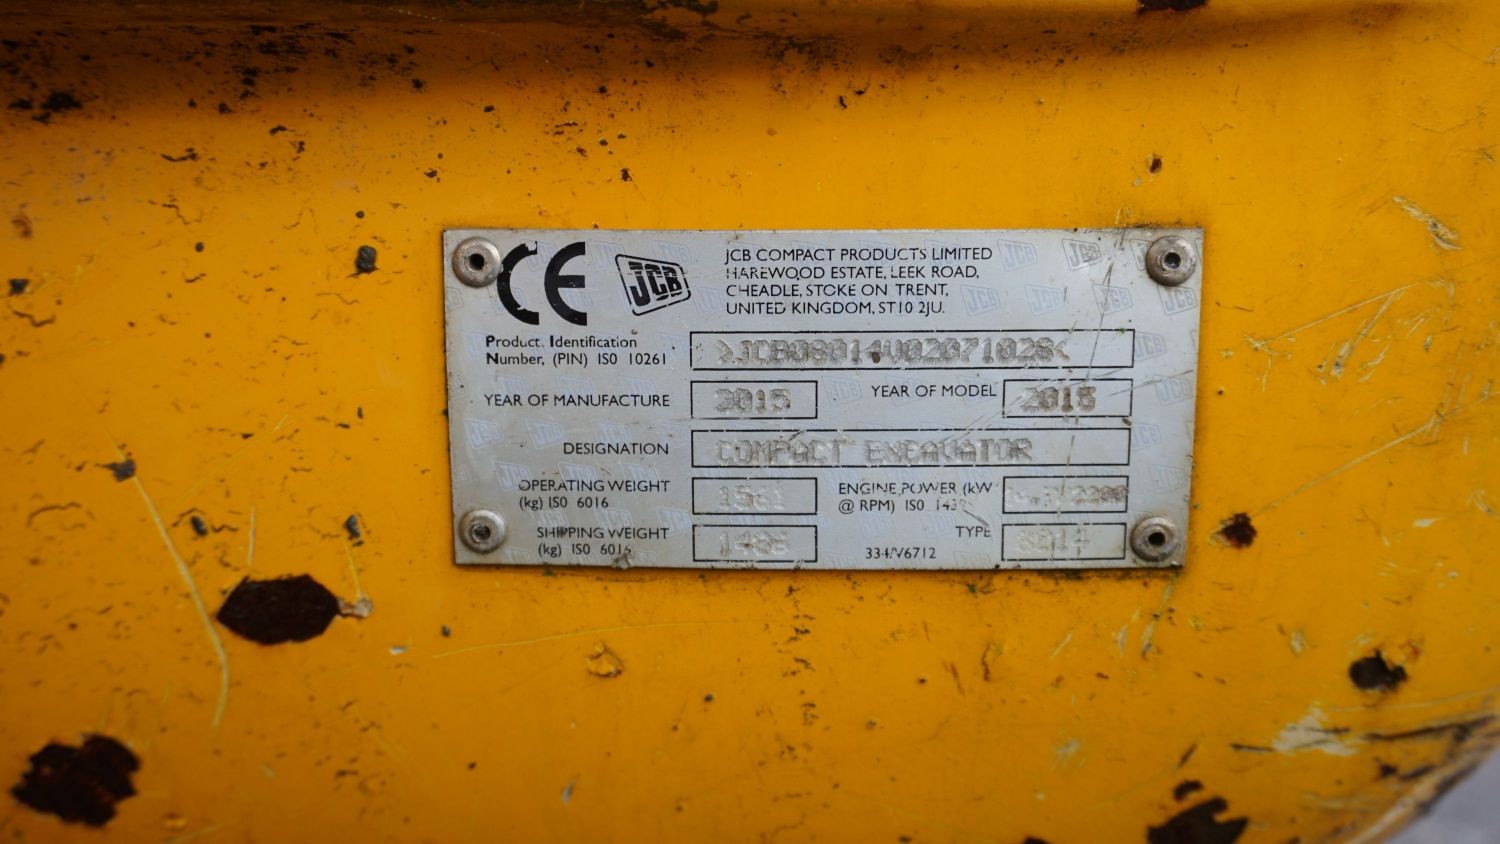 CE JCB
JCB COMPACT PRODUCTS LIMITED
HAREWOOD ESTATE, LEEK ROAD,
CHEADLE, STOKE ON TRENT,
UNITED KINGDOM, ST10 2JU.
Product Identification
Number, (PIN) ISO 10261
YEAR OF MANUFACTURE 2015 YEAR OF MODEL 2015
DESIGNATION COMPACT EXCAVATOR
OPERATING WEIGHT
(kg) ISO 6016
ENGINE POWER (kW
@ RPM) ISO
SHIPPING WEIGHT
(kg) ISO 6016
TYPE 8014
334/V6712